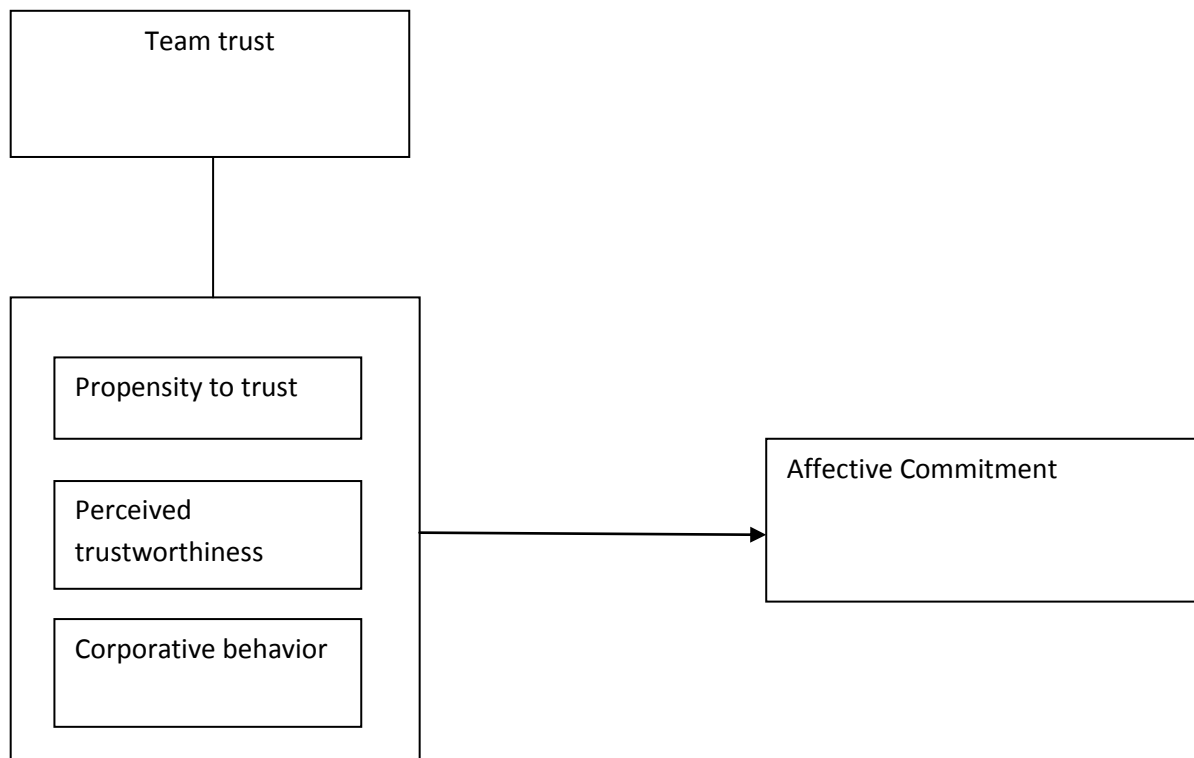 Team trust
Propensity to trust
Perceived
trustworthiness
Corporative behavior
Affective Commitment